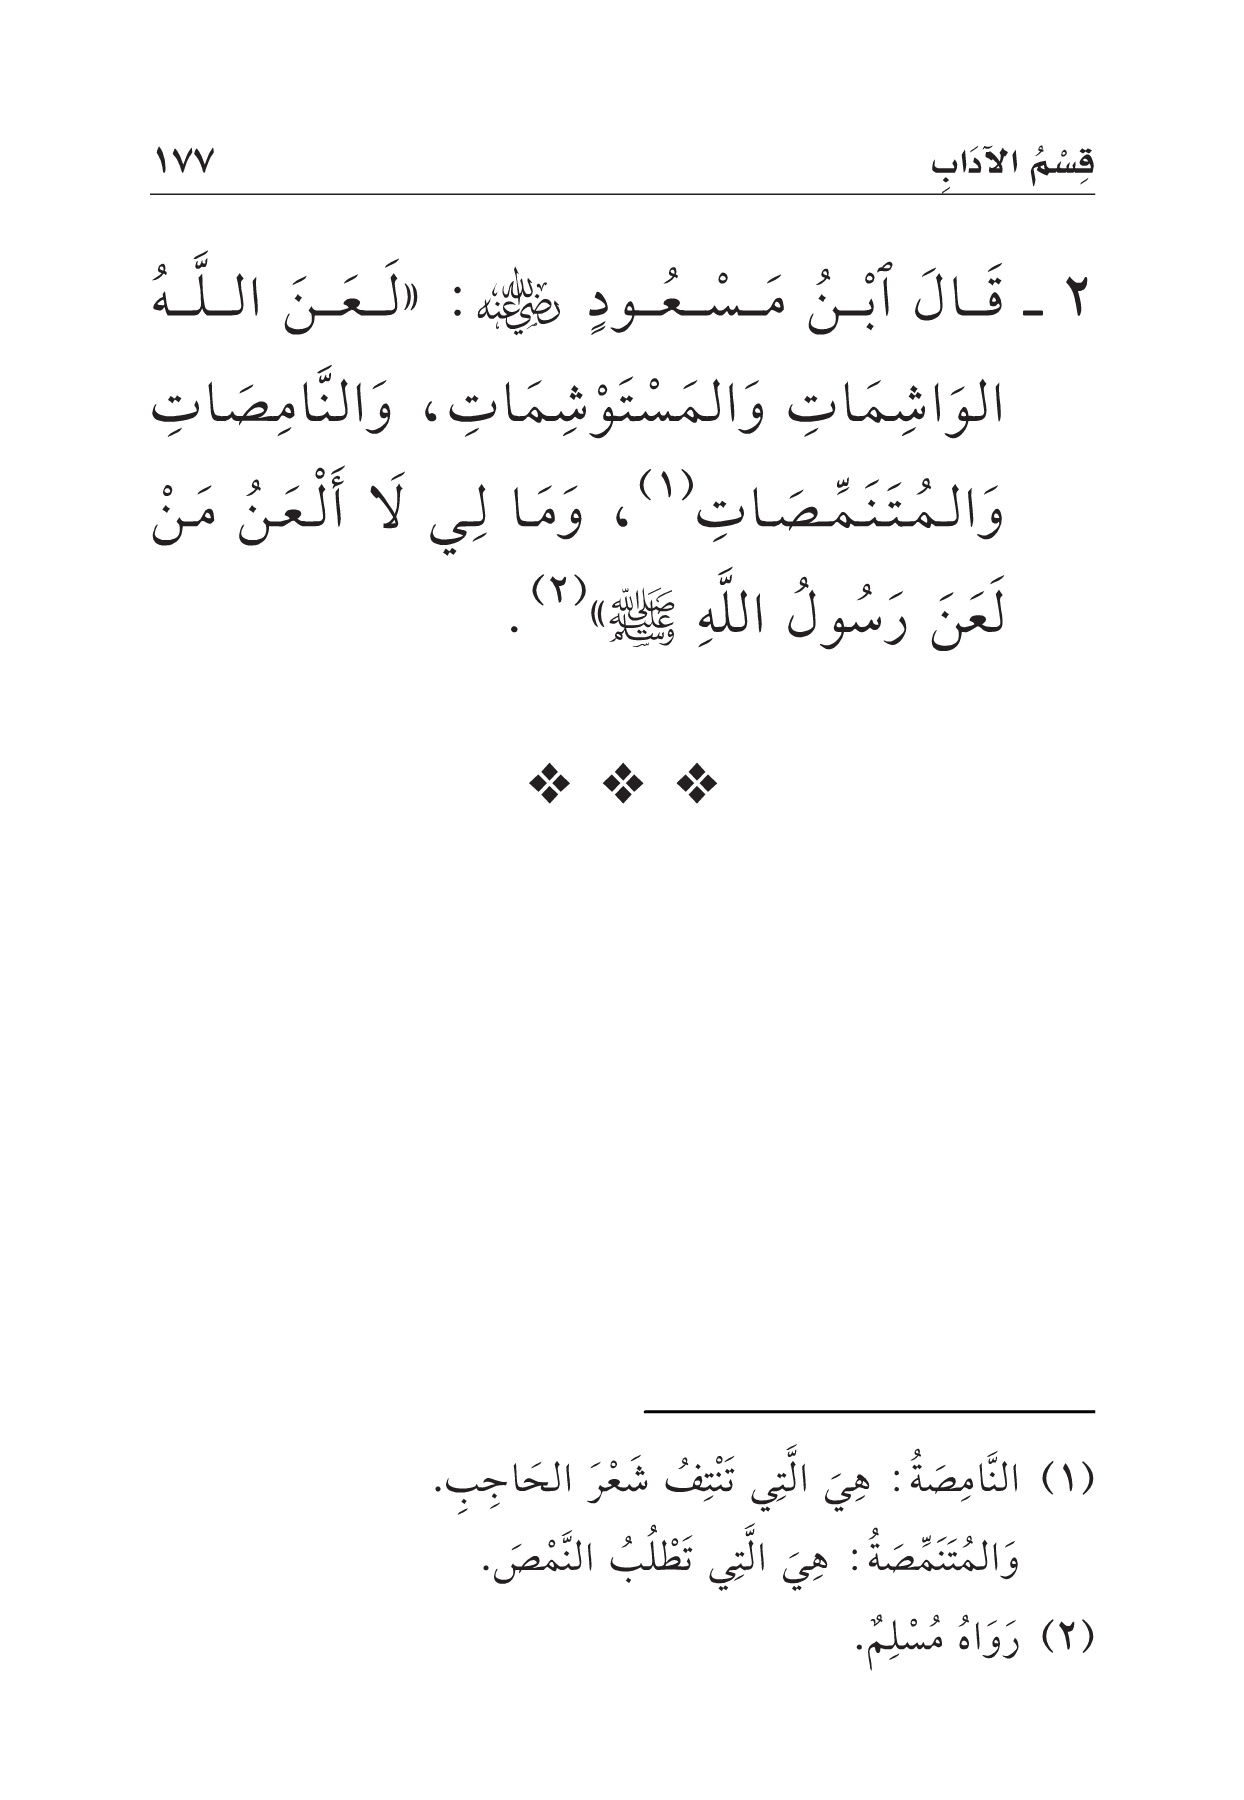 قِسْمُ الآدَابِ ١٧٧
٢ ـ قَالَ ٱبْنُ مَسْعُودٍ رضي الله عنه: «لَعَنَ اللَّهُ
الوَاشِمَاتِ وَالمَسْتَوْشِمَاتِ، وَالنَّامِصَاتِ
وَالمُتَنَمِّصَاتِ(١)، وَمَا لِي لَا أَلْعَنُ مَنْ
لَعَنَ رَسُولُ اللَّهِ ﷺ»(٢).
(١) النَّامِصَةُ: هِيَ الَّتِي تَنْتِفُ شَعْرَ الحَاجِبِ.
وَالمُتَنَمِّصَةُ: هِيَ الَّتِي تَطْلُبُ النَّمْصَ.
(٢) رَوَاهُ مُسْلِمٌ.